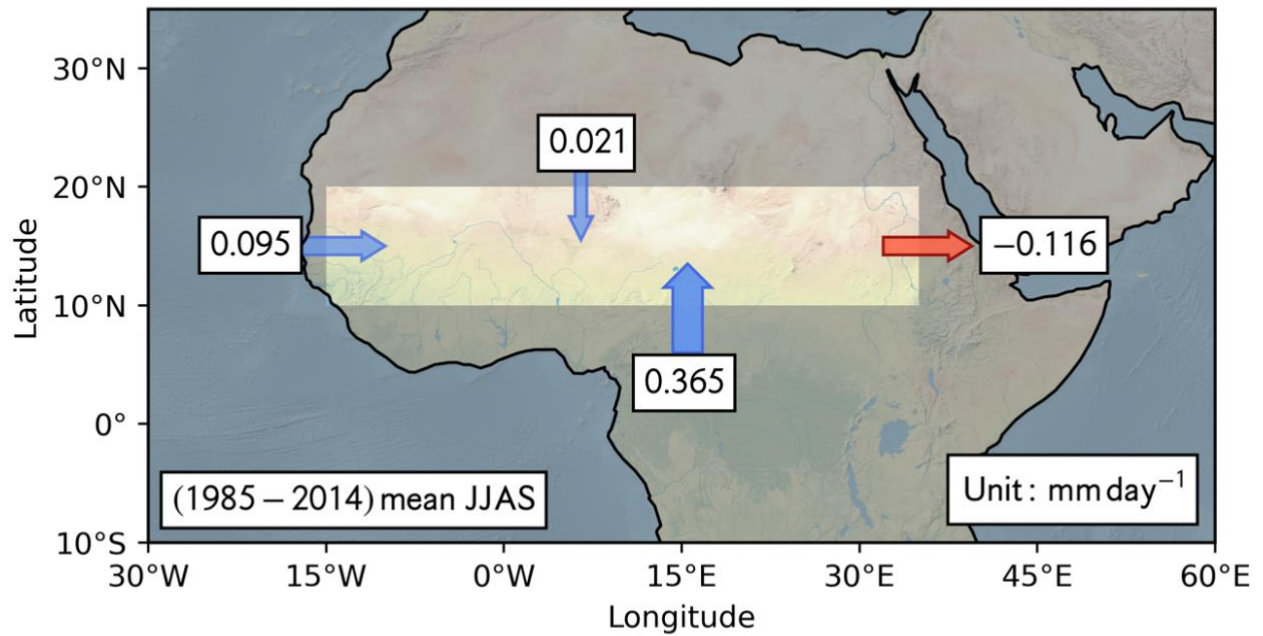 30°N
0.021
20°N
0.095
−0.116
Latitude
10°N
0.365
0°
(1985 – 2014) mean JJAS
Unit: mm day⁻¹
10°S
30°W 15°W 0°W 15°E 30°E 45°E 60°E
Longitude